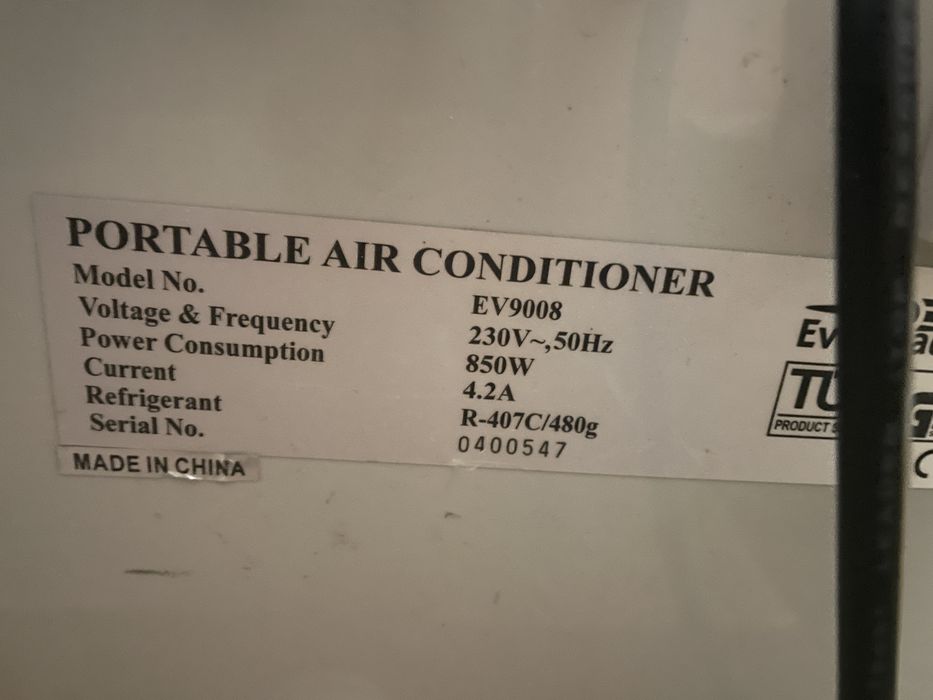 PORTABLE AIR CONDITIONER
Model No. EV9008
Voltage & Frequency 230V~,50Hz
Power Consumption 850W
Current 4.2A
Refrigerant R-407C/480g
Serial No. 0400547
MADE IN CHINA
PRODUCT